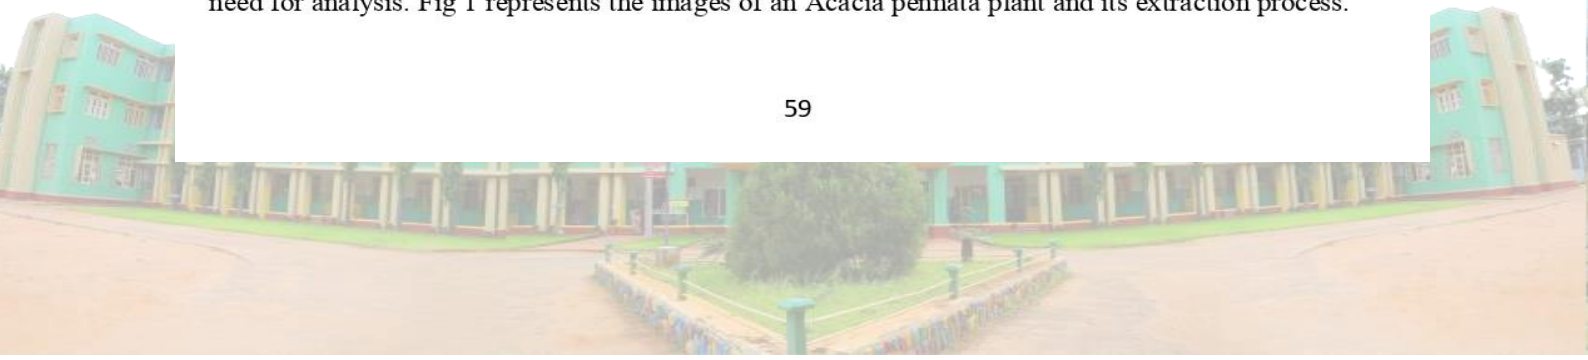 need for analysis. Fig 1 represents the images of an Acacia pennata plant and its extraction process.
59